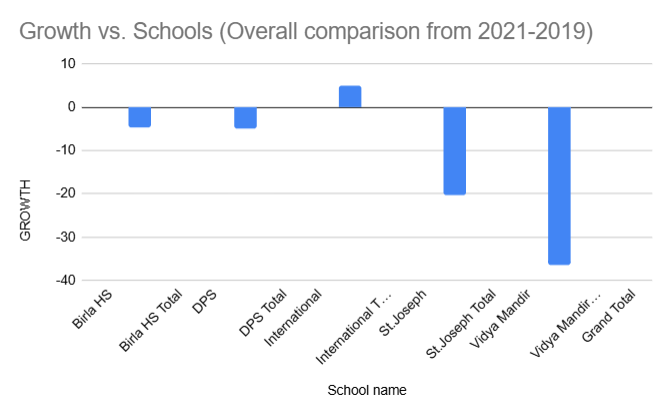 Growth vs. Schools (Overall comparison from 2021-2019)
10
0
-10
-20
-30
-40
GROWTH
Birla HS
Birla HS Total
DPS
DPS Total
International
International T…
St.Joseph
St.Joseph Total
Vidya Mandir
Vidya Mandir…
Grand Total
School name